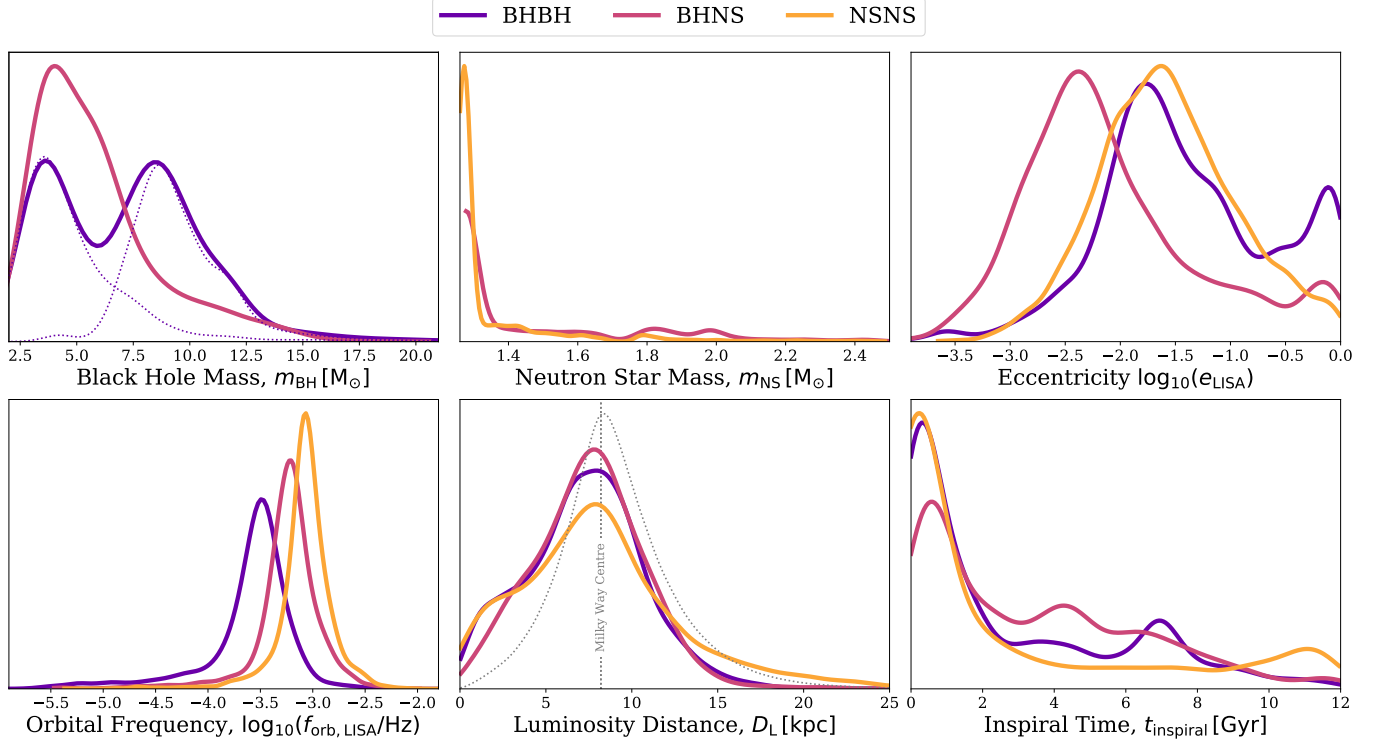 BHBH BHNS NSNS
2.5 5.0 7.5 10.0 12.5 15.0 17.5 20.0
Black Hole Mass, m_BH [M_⊙]
1.4 1.6 1.8 2.0 2.2 2.4
Neutron Star Mass, m_NS [M_⊙]
−3.5 −3.0 −2.5 −2.0 −1.5 −1.0 −0.5 0.0
Eccentricity log₁₀(e_LISA)
−5.5 −5.0 −4.5 −4.0 −3.5 −3.0 −2.5 −2.0
Orbital Frequency, log₁₀(f_orb, LISA/Hz)
Milky Way Centre
0 5 10 15 20 25
Luminosity Distance, D_L [kpc]
0 2 4 6 8 10 12
Inspiral Time, t_inspiral [Gyr]